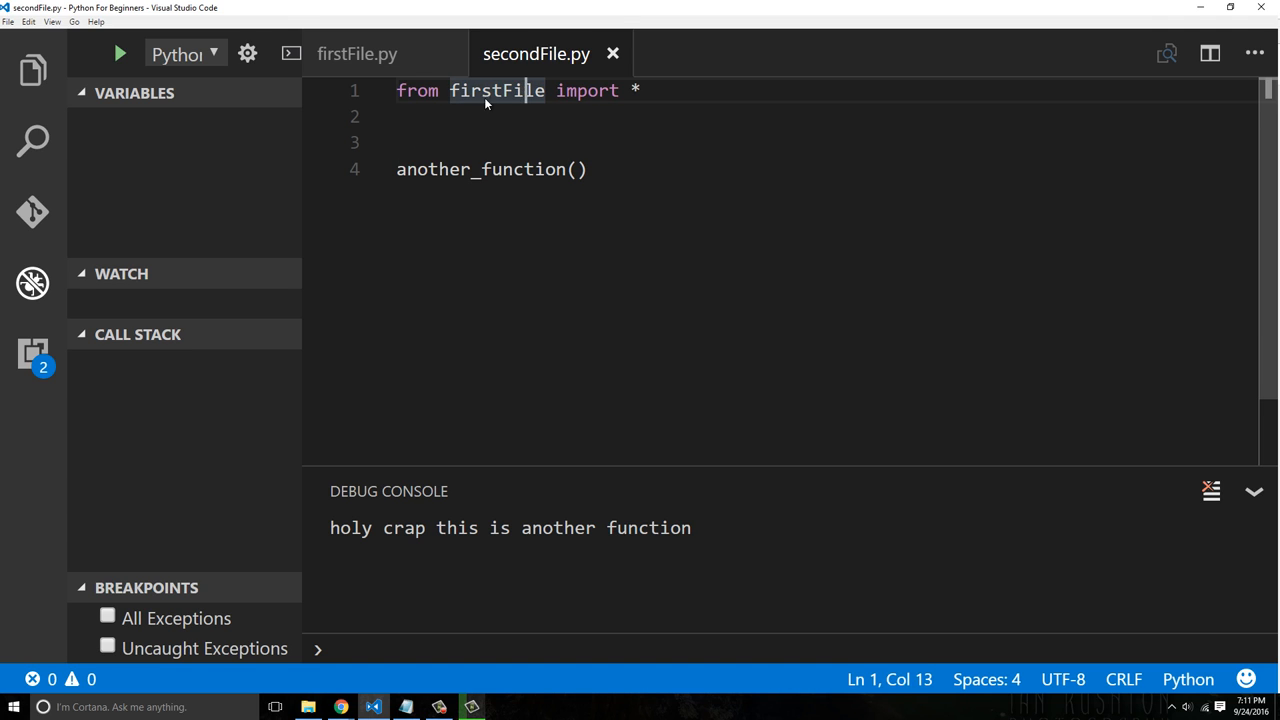 secondFile.py - Python For Beginners - Visual Studio Code
File Edit View Go Help
Python
firstFile.py
secondFile.py
VARIABLES
WATCH
CALL STACK
2
BREAKPOINTS
All Exceptions
Uncaught Exceptions
1 from firstFile import *
2
3
4 another_function()
DEBUG CONSOLE
holy crap this is another function
0 0
Ln 1, Col 13 Spaces: 4 UTF-8 CRLF Python
I'm Cortana. Ask me anything.
7:11 PM
9/24/2016